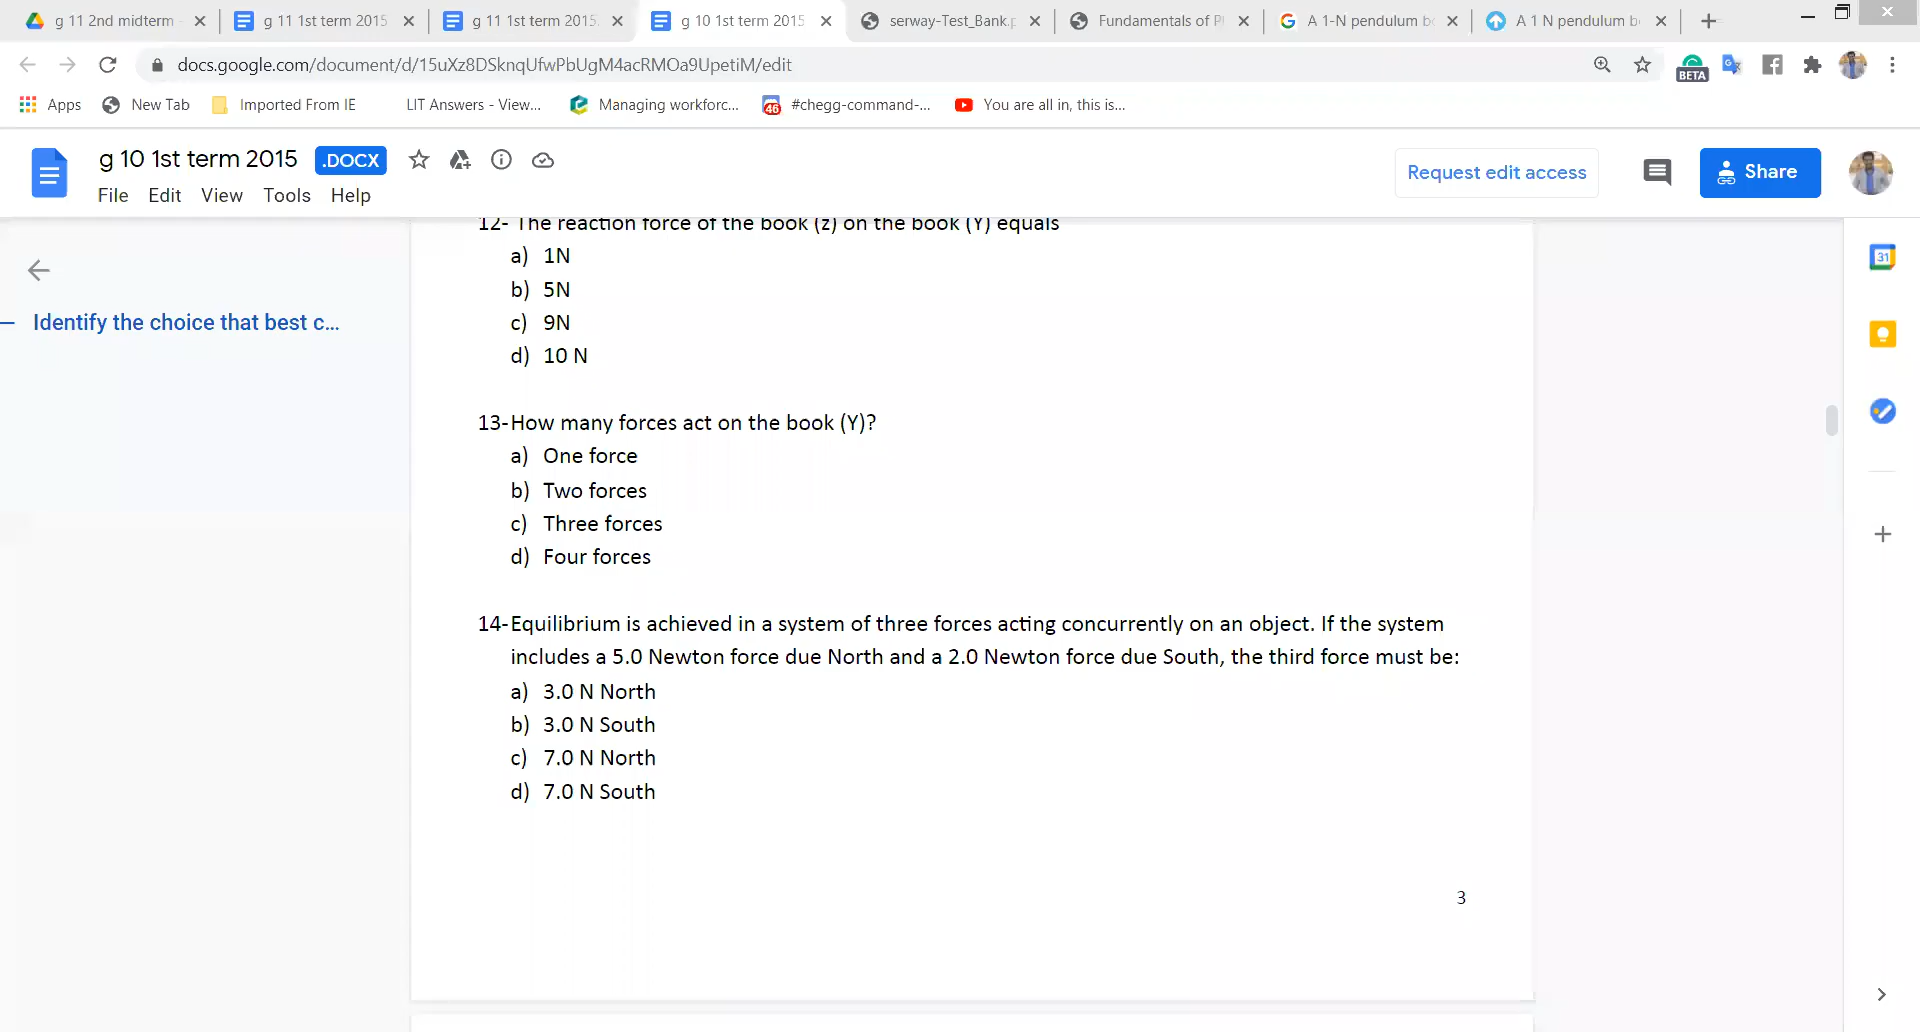 g 11 2nd midterm -
g 11 1st term 2015
g 11 1st term 2015.
g 10 1st term 2015
serway-Test_Bank.p
Fundamentals of P
A 1-N pendulum b
A 1 N pendulum b
docs.google.com/document/d/15uXz8DSknqUfwPbUgM4acRMOa9UpetiM/edit
BETA
Apps New Tab Imported From IE LIT Answers - View... Managing workforc... 46 #chegg-command-... You are all in, this is...
g 10 1st term 2015 .DOCX
File Edit View Tools Help
Request edit access
Share
31
Identify the choice that best c...
12- The reaction force of the book (z) on the book (Y) equals
a) 1N
b) 5N
c) 9N
d) 10 N
13-How many forces act on the book (Y)?
a) One force
b) Two forces
c) Three forces
d) Four forces
14-Equilibrium is achieved in a system of three forces acting concurrently on an object. If the system
includes a 5.0 Newton force due North and a 2.0 Newton force due South, the third force must be:
a) 3.0 N North
b) 3.0 N South
c) 7.0 N North
d) 7.0 N South
3